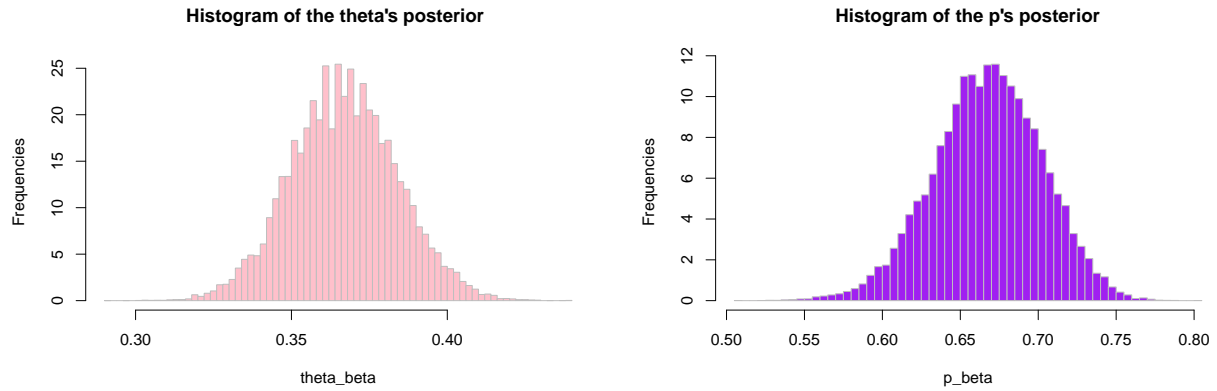 Histogram of the theta's posterior
Frequencies
25
20
15
10
5
0
0.30 0.35 0.40
theta_beta
Histogram of the p's posterior
Frequencies
12
10
8
6
4
2
0
0.50 0.55 0.60 0.65 0.70 0.75 0.80
p_beta